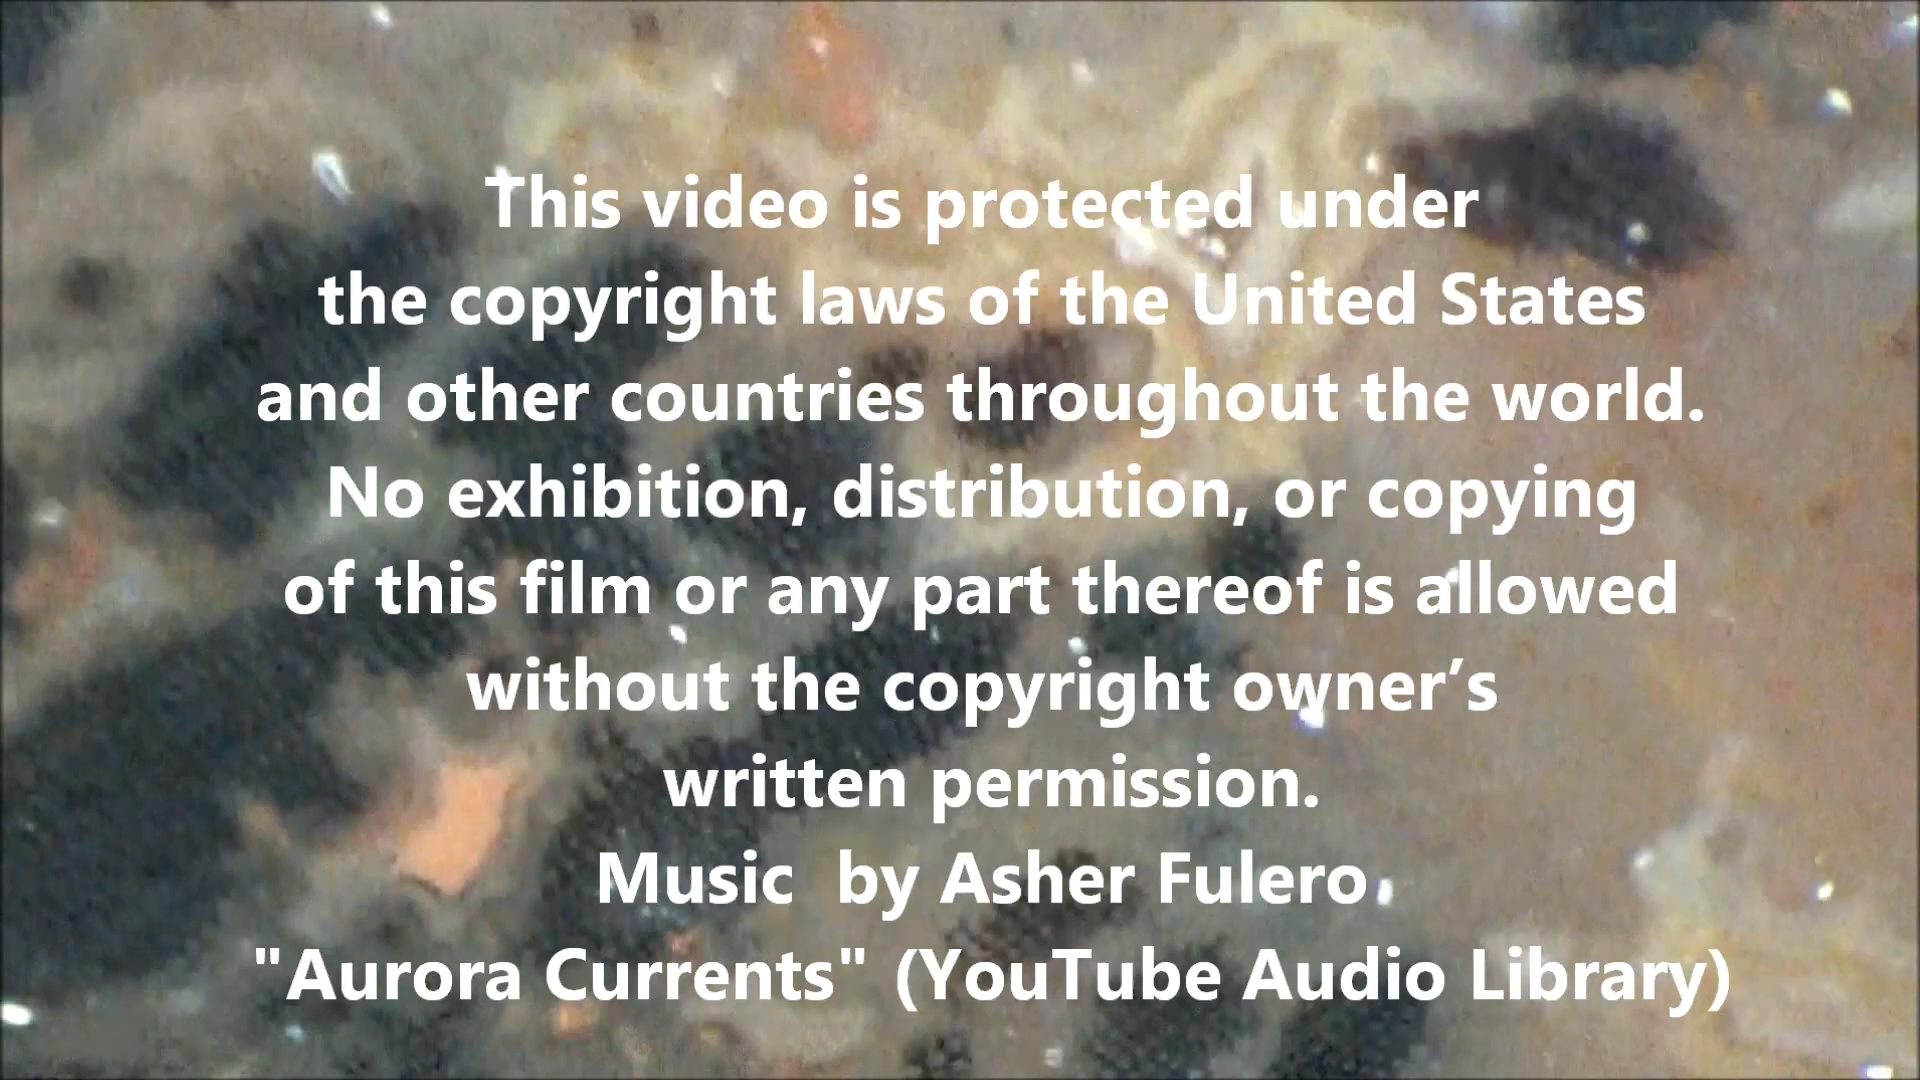 This video is protected under
the copyright laws of the United States
and other countries throughout the world.
No exhibition, distribution, or copying
of this film or any part thereof is allowed
without the copyright owner’s
written permission.
Music  by Asher Fulero
"Aurora Currents" (YouTube Audio Library)